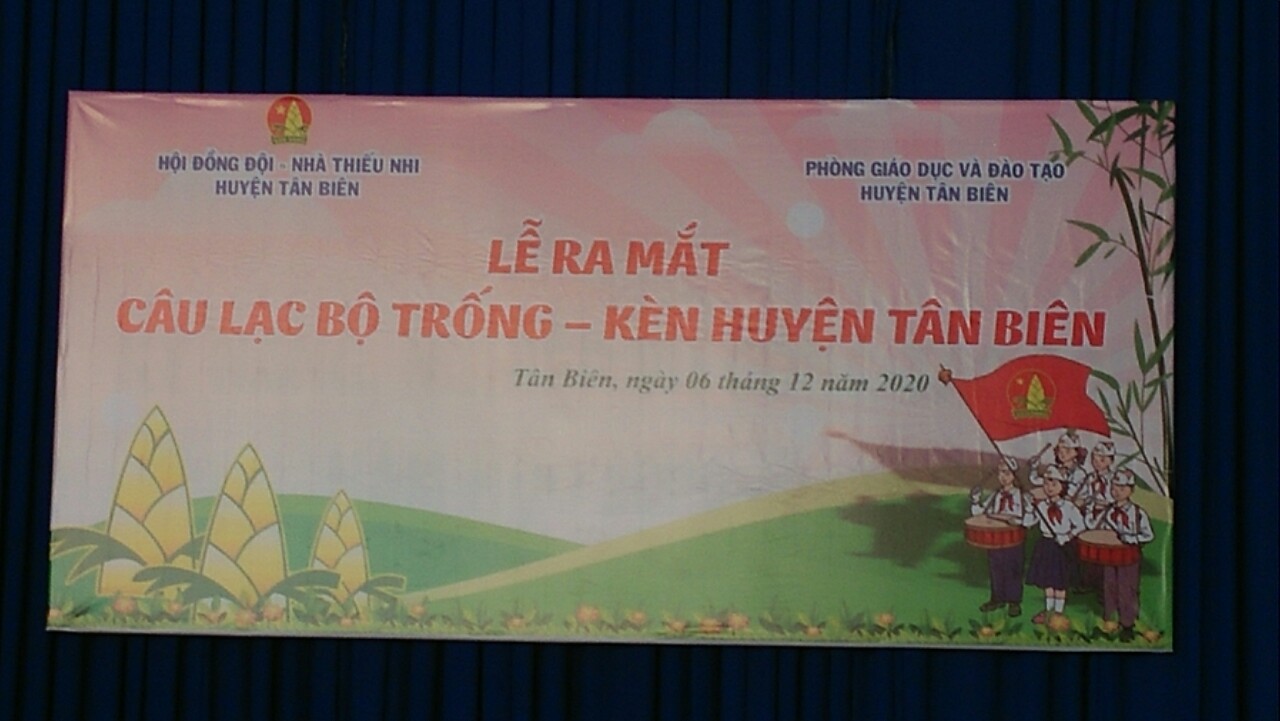 HỘI ĐỒNG ĐỘI - NHÀ THIẾU NHI
HUYỆN TÂN BIÊN
PHÒNG GIÁO DỤC VÀ ĐÀO TẠO
HUYỆN TÂN BIÊN
LỄ RA MẮT
CÂU LẠC BỘ TRỐNG – KÈN HUYỆN TÂN BIÊN
Tân Biên, ngày 06 tháng 12 năm 2020